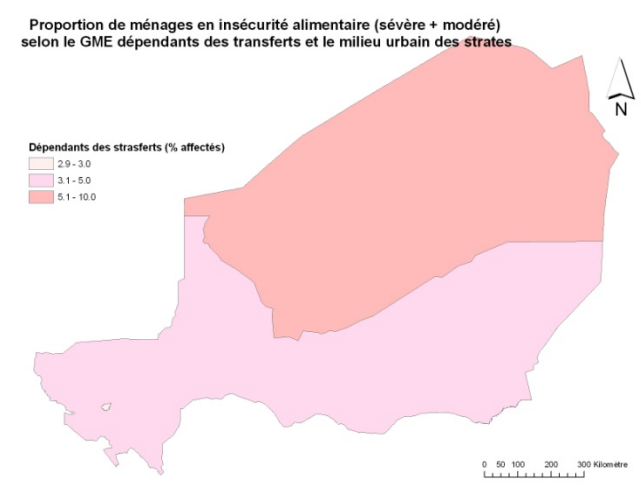 Proportion de ménages en insécurité alimentaire (sévère + modéré)
selon le GME dépendants des transferts et le milieu urbain des strates
N
Dépendants des strasferts (% affectés)
2.9 - 3.0
3.1 - 5.0
5.1 - 10.0
0 50 100 200 300 Kilomètre